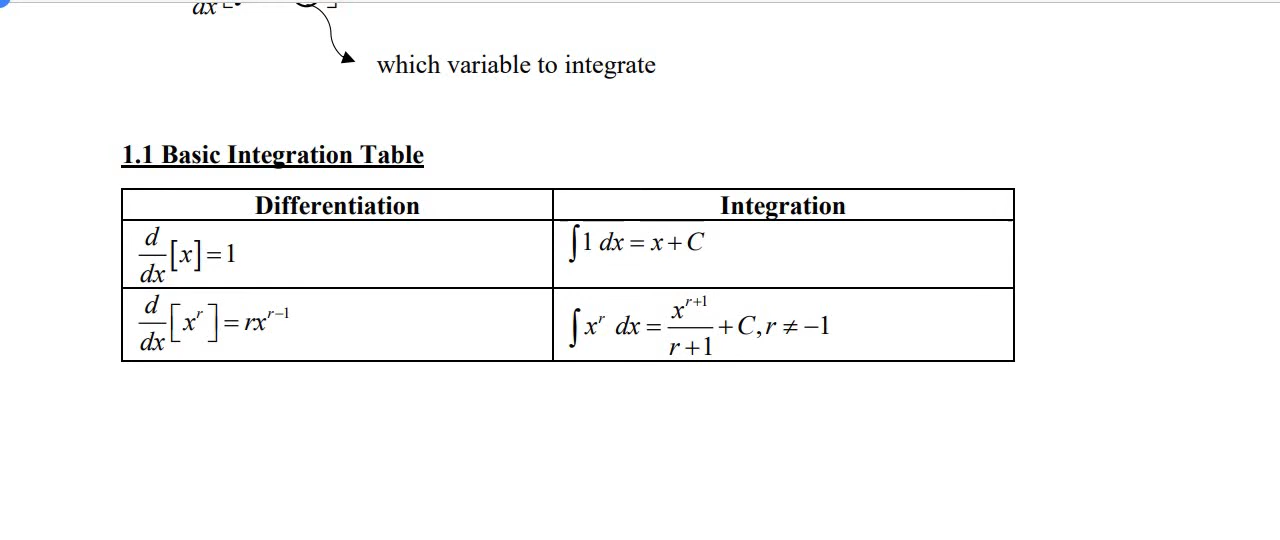 dx [
which variable to integrate
1.1 Basic Integration Table
Differentiation Integration
d/dx [x] = 1 ∫1 dx = x + C
d/dx [x^r] = rx^{r−1} ∫x^r dx = x^{r+1}/(r+1) + C, r ≠ −1